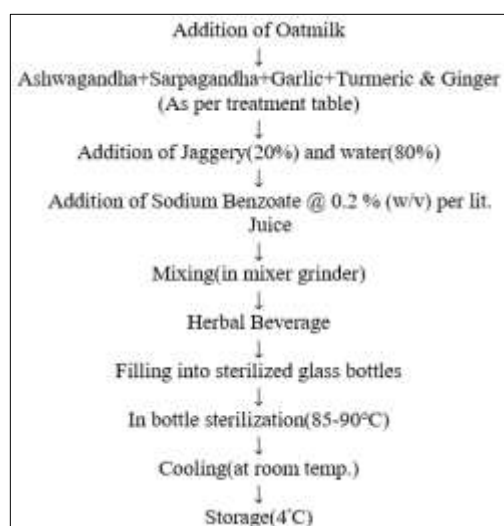 Addition of Oatmilk
↓
Ashwagandha+Sarpagandha+Garlic+Turmeric & Ginger
(As per treatment table)
↓
Addition of Jaggery(20%) and water(80%)
↓
Addition of Sodium Benzoate @ 0.2 % (w/v) per lit.
Juice
↓
Mixing(in mixer grinder)
↓
Herbal Beverage
↓
Filling into sterilized glass bottles
↓
In bottle sterilization(85-90°C)
↓
Cooling(at room temp.)
↓
Storage(4°C)